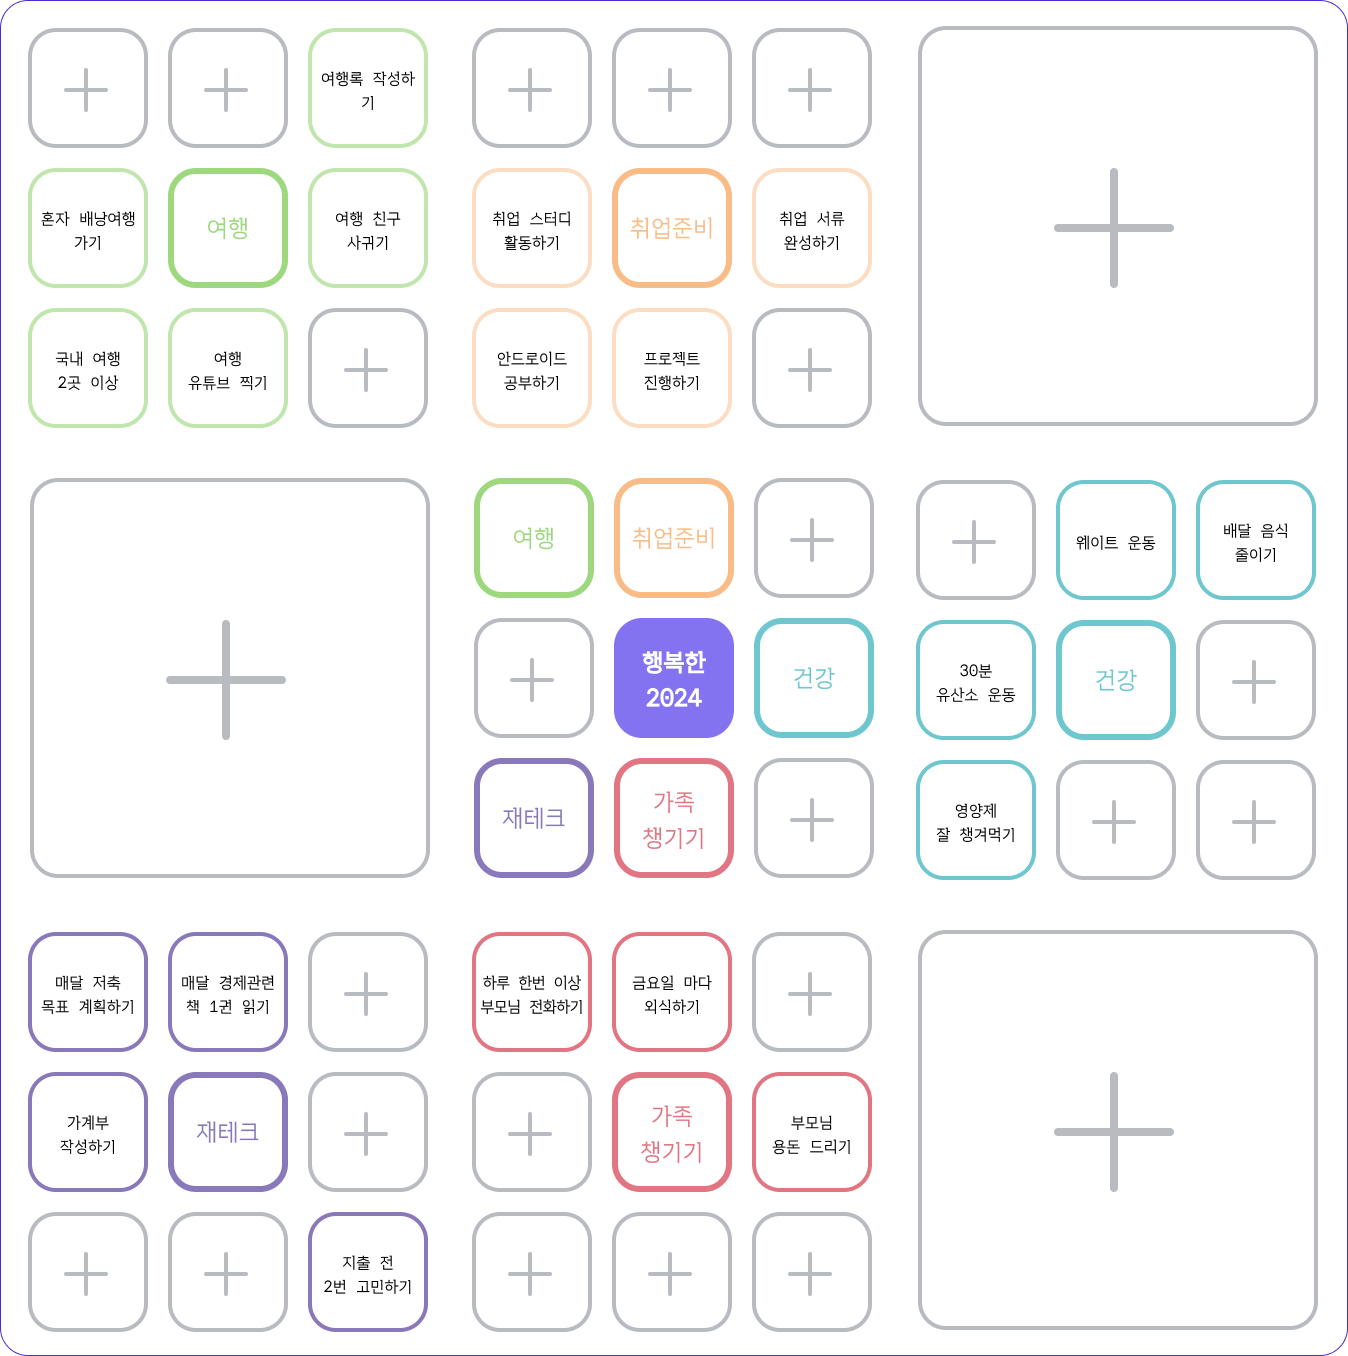 여행록 작성하
기
혼자 배낭여행
가기
여행
여행 친구
사귀기
국내 여행
2곳 이상
여행
유튜브 찍기
취업 스터디
활동하기
취업준비
취업 서류
완성하기
안드로이드
공부하기
프로젝트
진행하기
여행
취업준비
행복한
2024
건강
재테크
가족
챙기기
웨이트 운동
배달 음식
줄이기
30분
유산소 운동
건강
영양제
잘 챙겨먹기
매달 저축
목표 계획하기
매달 경제관련
책 1권 읽기
가계부
작성하기
재테크
지출 전
2번 고민하기
하루 한번 이상
부모님 전화하기
금요일 마다
외식하기
가족
챙기기
부모님
용돈 드리기